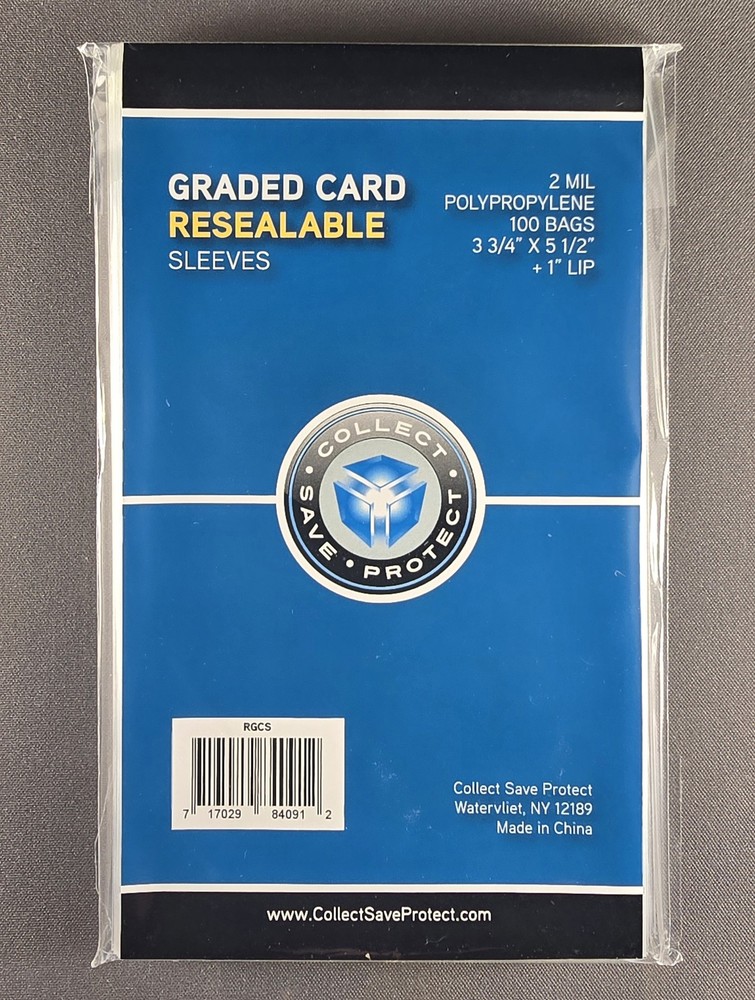 GRADED CARD
RESEALABLE
SLEEVES
2 MIL
POLYPROPYLENE
100 BAGS
3 3/4" X 5 1/2"
+ 1" LIP
COLLECT • SAVE • PROTECT •
RGCS
7 17029 84091 2
Collect Save Protect
Watervliet, NY 12189
Made in China
www.CollectSaveProtect.com